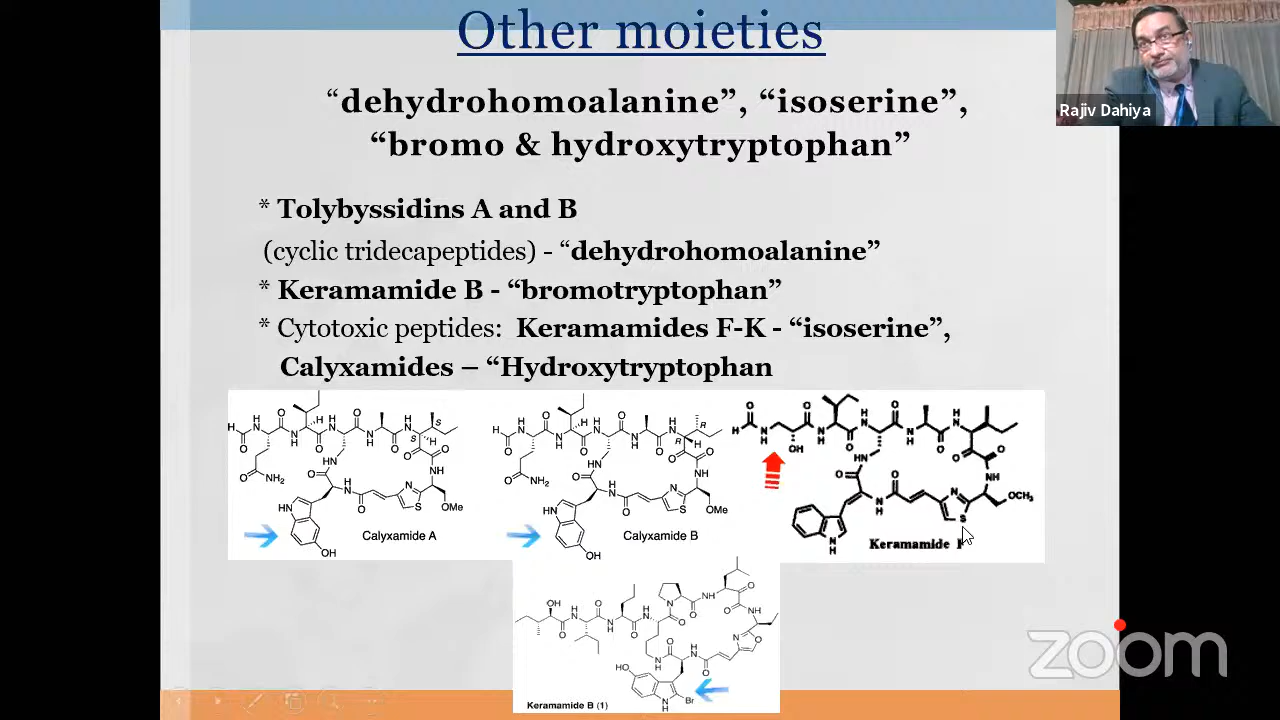 Other moieties
“dehydrohomoalanine”, “isoserine”,
“bromo & hydroxytryptophan”
Rajiv Dahiya
* Tolybyssidins A and B
(cyclic tridecapeptides) - “dehydrohomoalanine”
* Keramamide B - “bromotryptophan”
* Cytotoxic peptides: Keramamides F-K - “isoserine”,
Calyxamides – “Hydroxytryptophan
Calyxamide A
Calyxamide B
Keramamide
Keramamide B (1)
zoom